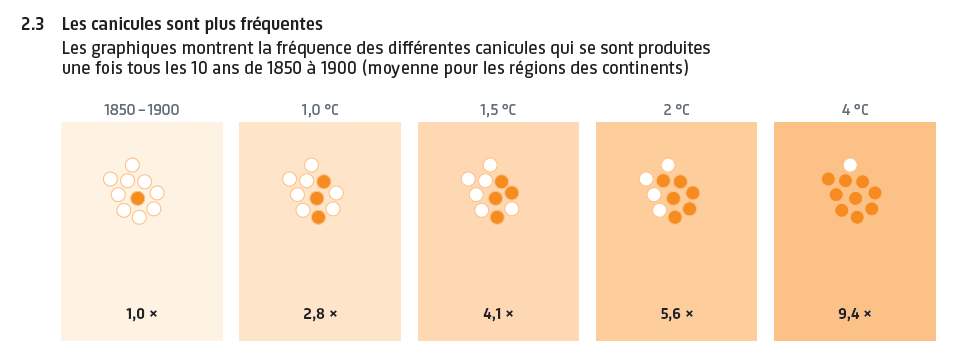 2.3 Les canicules sont plus fréquentes
Les graphiques montrent la fréquence des différentes canicules qui se sont produites
une fois tous les 10 ans de 1850 à 1900 (moyenne pour les régions des continents)
1850 – 1900
1,0 °C
1,5 °C
2 °C
4 °C
1,0 ×
2,8 ×
4,1 ×
5,6 ×
9,4 ×